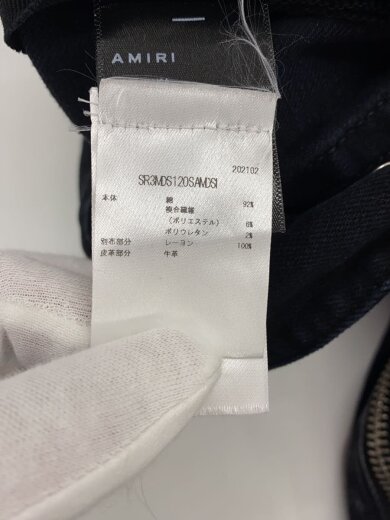 AMIRI
202102
SR3MDS120SAMDSI
本体 綿 92%
複合繊維
(ポリエステル) 6%
ポリウレタン 2%
別布部分 レーヨン 100%
皮革部分 牛革